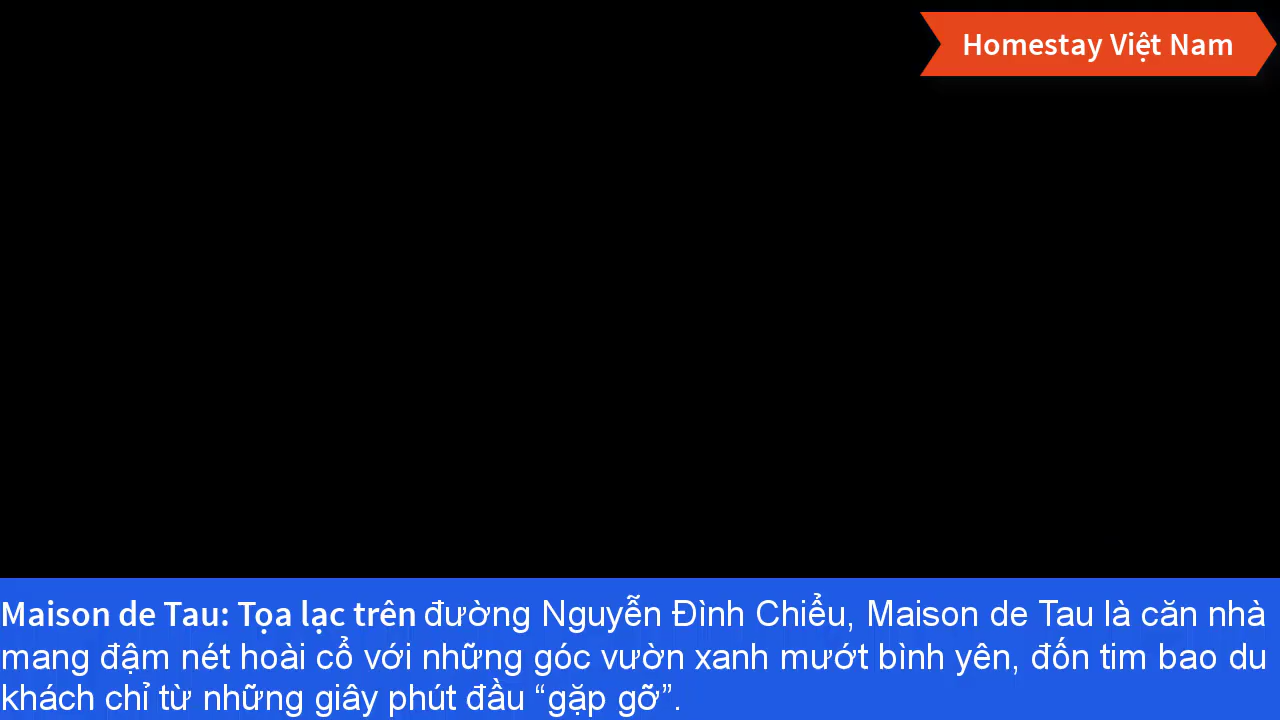 Homestay Việt Nam
Maison de Tau: Tọa lạc trên đường Nguyễn Đình Chiểu, Maison de Tau là căn nhà
mang đậm nét hoài cổ với những góc vườn xanh mướt bình yên, đốn tim bao du
khách chỉ từ những giây phút đầu “gặp gỡ”.